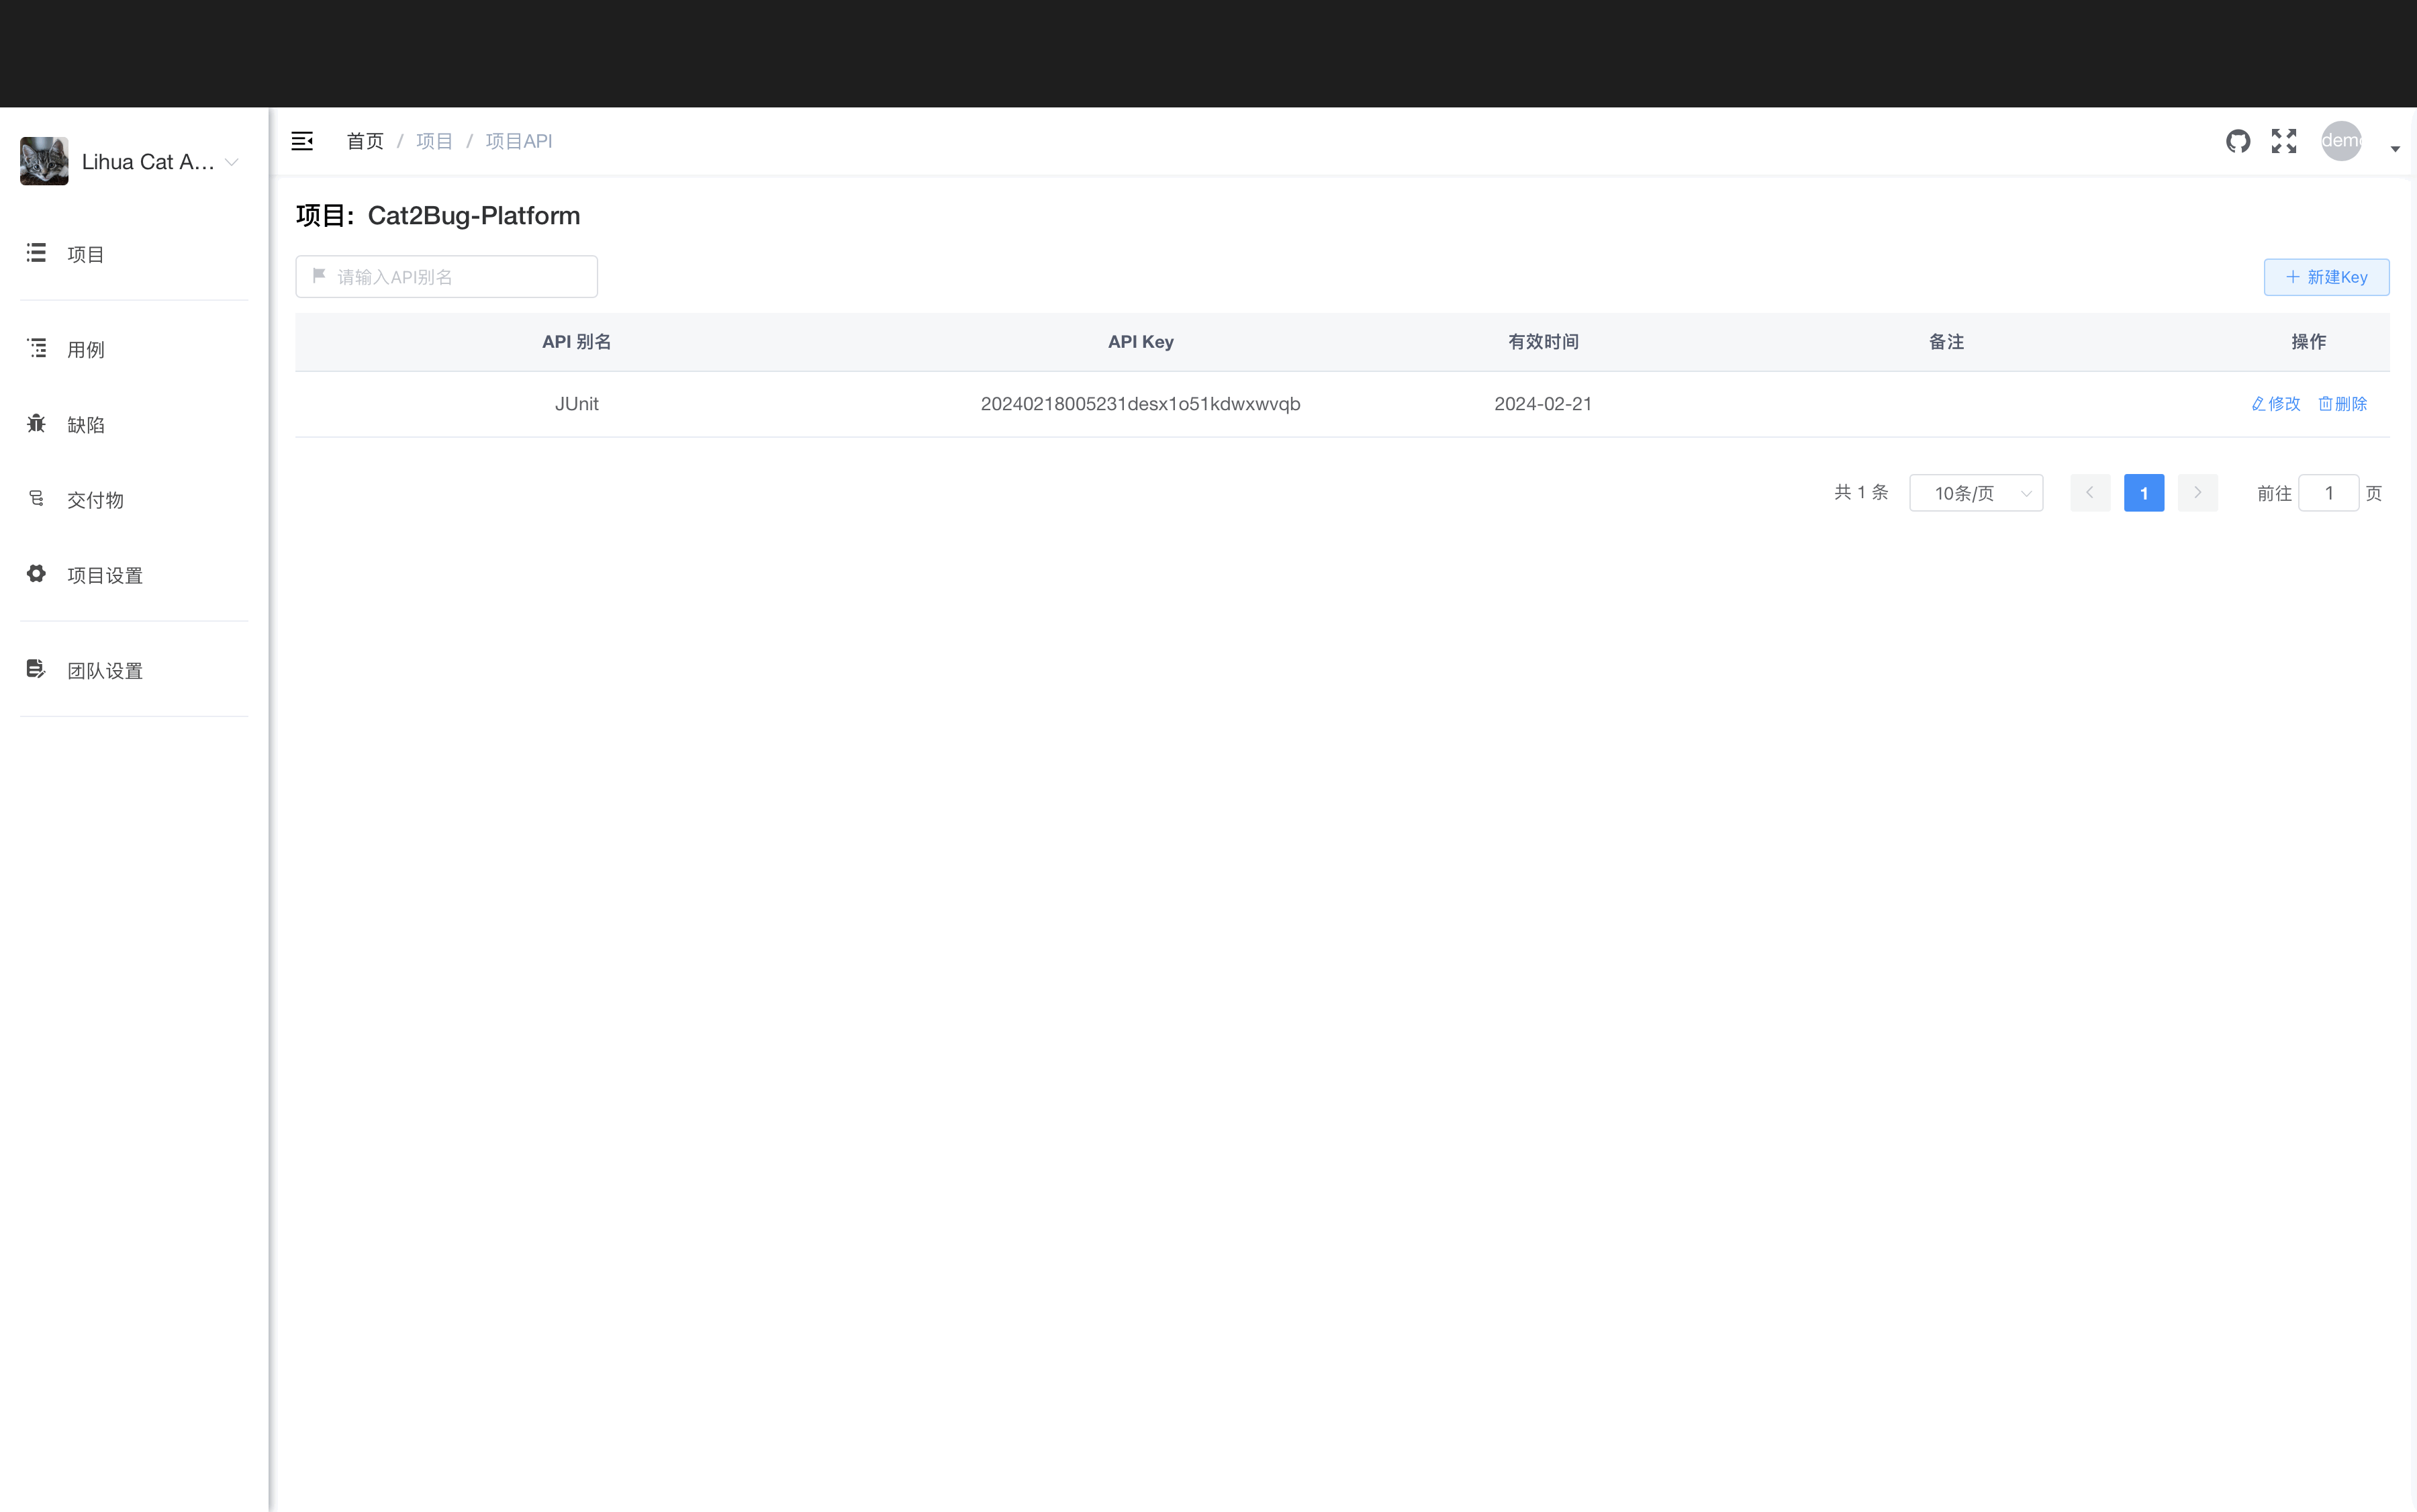 Lihua Cat A...
项目
用例
缺陷
交付物
项目设置
团队设置
首页 / 项目 / 项目API
dem
项目: Cat2Bug-Platform
请输入API别名
+ 新建Key
API 别名 API Key 有效时间 备注 操作
JUnit 20240218005231desx1o51kdwxwvqb 2024-02-21 修改 删除
共 1 条 10条/页 1 前往 1 页